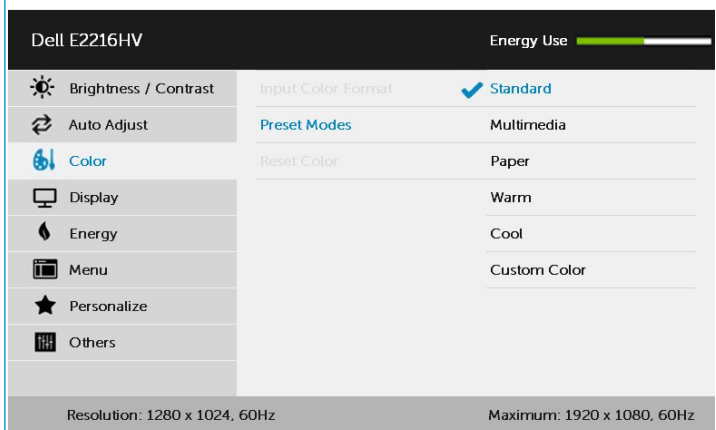 Dell E2216HV
Energy Use
Brightness / Contrast
Input Color Format
Standard
Auto Adjust
Preset Modes
Multimedia
Color
Reset Color
Paper
Display
Warm
Energy
Cool
Menu
Custom Color
Personalize
Others
Resolution: 1280 x 1024, 60Hz
Maximum: 1920 x 1080, 60Hz